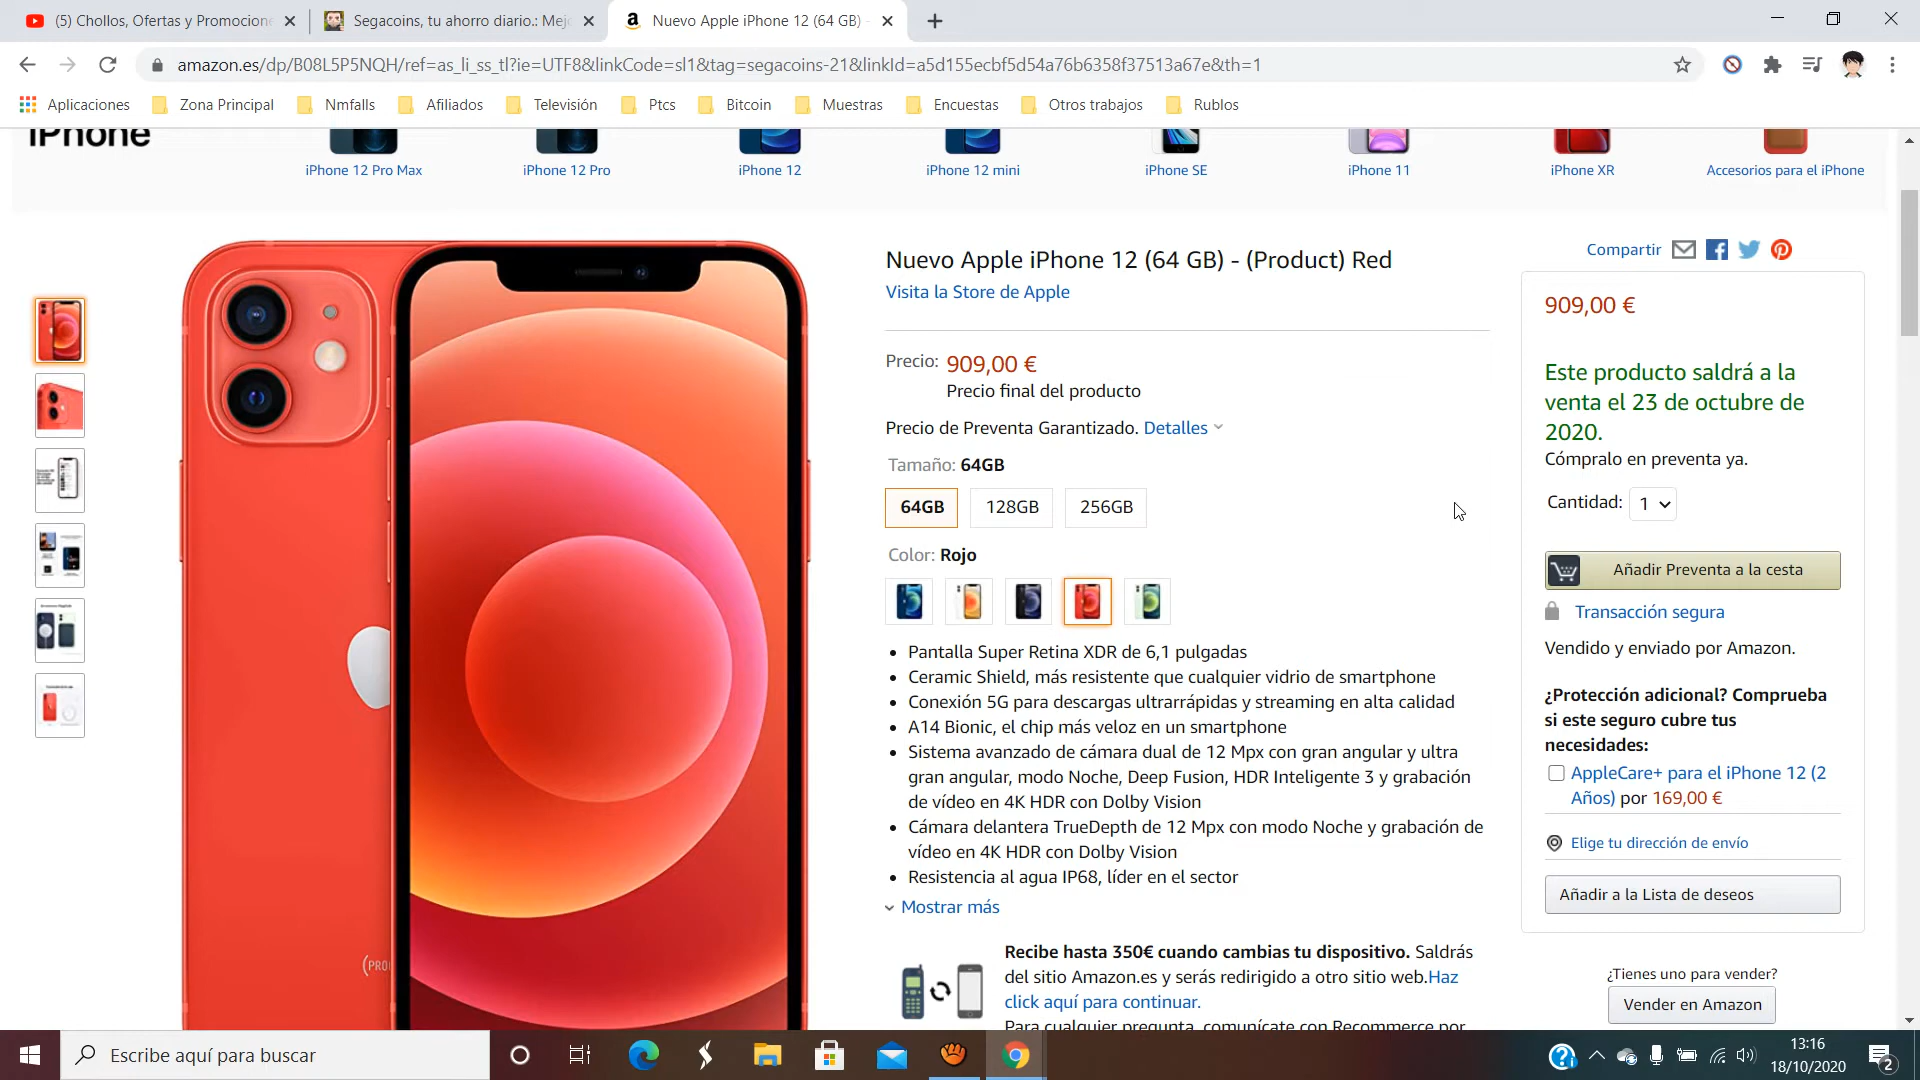 (5) Chollos, Ofertas y Promocione
Segacoins, tu ahorro diario.: Mejo
Nuevo Apple iPhone 12 (64 GB) -
amazon.es/dp/B08L5P5NQH/ref=as_li_ss_tl?ie=UTF8&linkCode=sl1&tag=segacoins-21&linkId=a5d155ecbf5d54a76b6358f37513a67e&th=1
Aplicaciones Zona Principal Nmfalls Afiliados Televisión Ptcs Bitcoin Muestras Encuestas Otros trabajos Rublos
iPhone
iPhone 12 Pro Max iPhone 12 Pro iPhone 12 iPhone 12 mini iPhone SE iPhone 11 iPhone XR Accesorios para el iPhone
Nuevo Apple iPhone 12 (64 GB) - (Product) Red
Visita la Store de Apple
Precio: 909,00 €
Precio final del producto
Precio de Preventa Garantizado. Detalles
Tamaño: 64GB
64GB 128GB 256GB
Color: Rojo
Pantalla Super Retina XDR de 6,1 pulgadas
Ceramic Shield, más resistente que cualquier vidrio de smartphone
Conexión 5G para descargas ultrarrápidas y streaming en alta calidad
A14 Bionic, el chip más veloz en un smartphone
Sistema avanzado de cámara dual de 12 Mpx con gran angular y ultra
gran angular, modo Noche, Deep Fusion, HDR Inteligente 3 y grabación
de vídeo en 4K HDR con Dolby Vision
Cámara delantera TrueDepth de 12 Mpx con modo Noche y grabación de
vídeo en 4K HDR con Dolby Vision
Resistencia al agua IP68, líder en el sector
Mostrar más
Recibe hasta 350€ cuando cambias tu dispositivo. Saldrás
del sitio Amazon.es y serás redirigido a otro sitio web.Haz
click aquí para continuar.
Para cualquier pregunta, comunícate con Recommerce por
(PRO
Compartir
909,00 €
Este producto saldrá a la
venta el 23 de octubre de
2020.
Cómpralo en preventa ya.
Cantidad: 1
Añadir Preventa a la cesta
Transacción segura
Vendido y enviado por Amazon.
¿Protección adicional? Comprueba
si este seguro cubre tus
necesidades:
AppleCare+ para el iPhone 12 (2
Años) por 169,00 €
Elige tu dirección de envío
Añadir a la Lista de deseos
¿Tienes uno para vender?
Vender en Amazon
Escribe aquí para buscar
13:16
18/10/2020
2